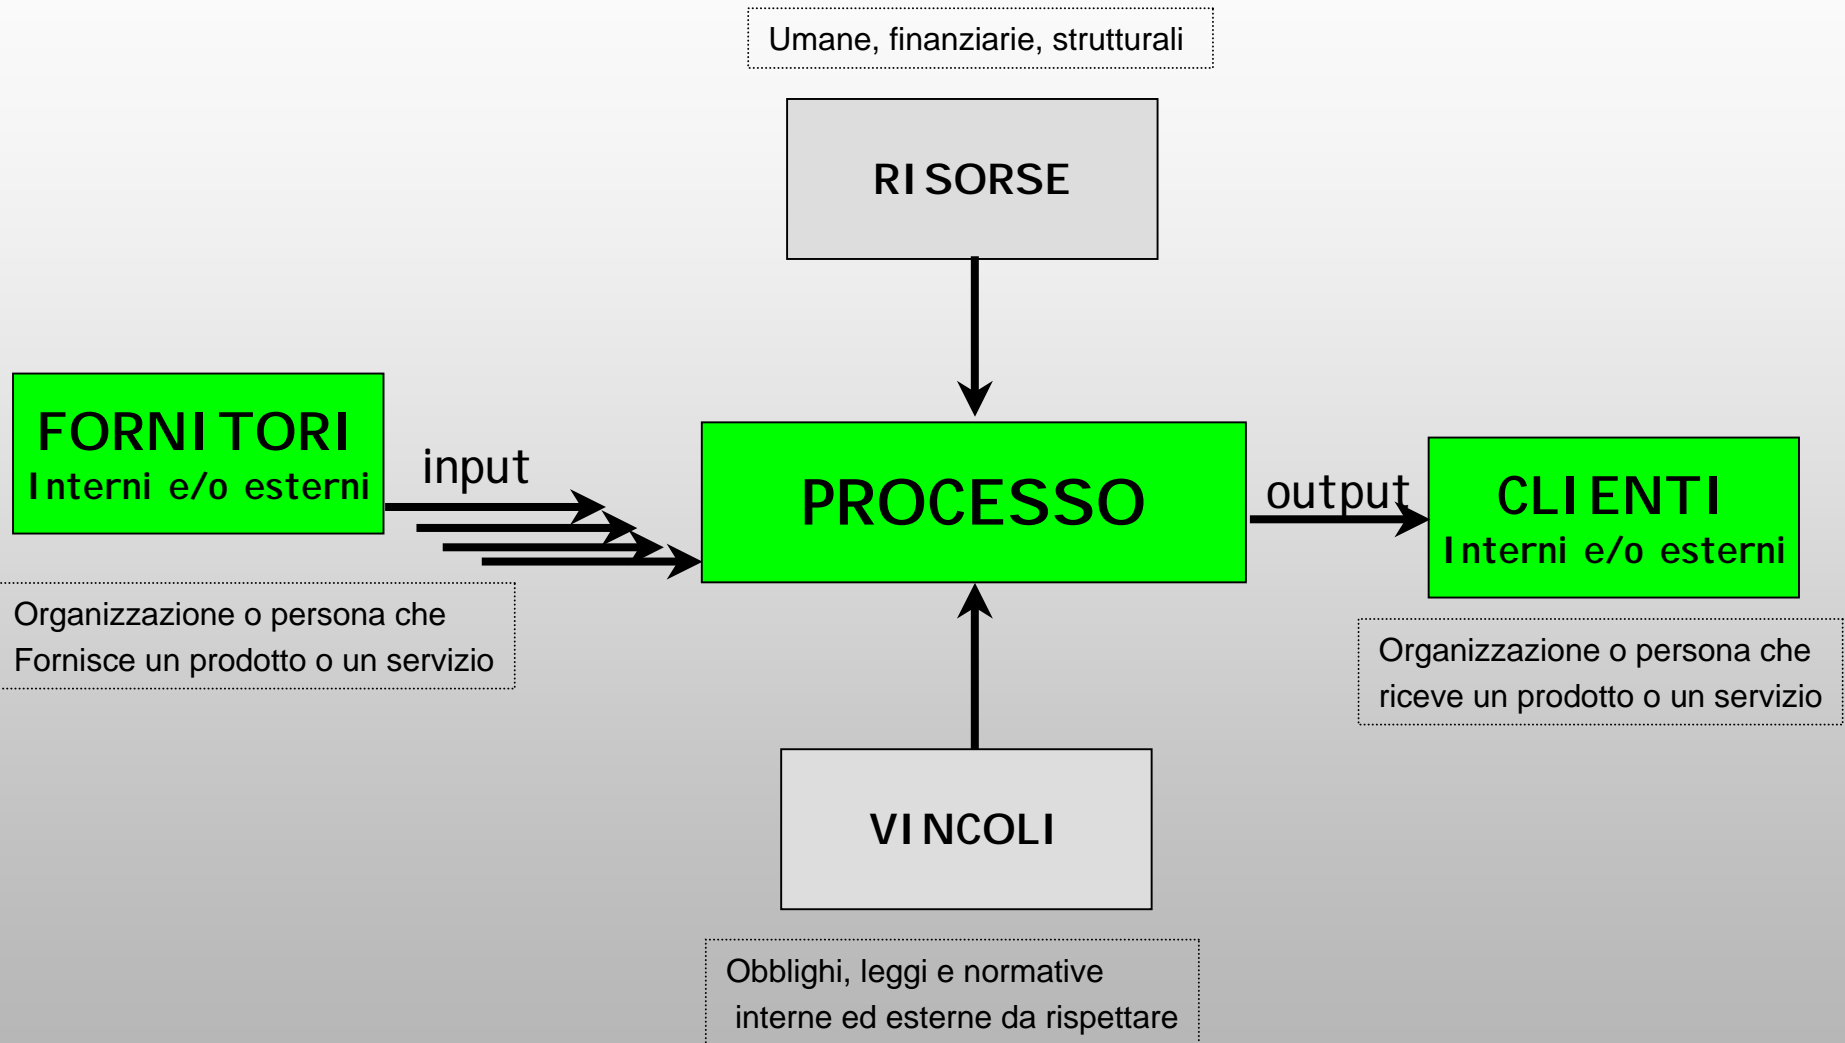 Umane, finanziarie, strutturali
RISORSE
FORNITORI
Interni e/o esterni
input
PROCESSO
output
CLIENTI
Interni e/o esterni
Organizzazione o persona che
Fornisce un prodotto o un servizio
Organizzazione o persona che
riceve un prodotto o un servizio
VINCOLI
Obblighi, leggi e normative
interne ed esterne da rispettare